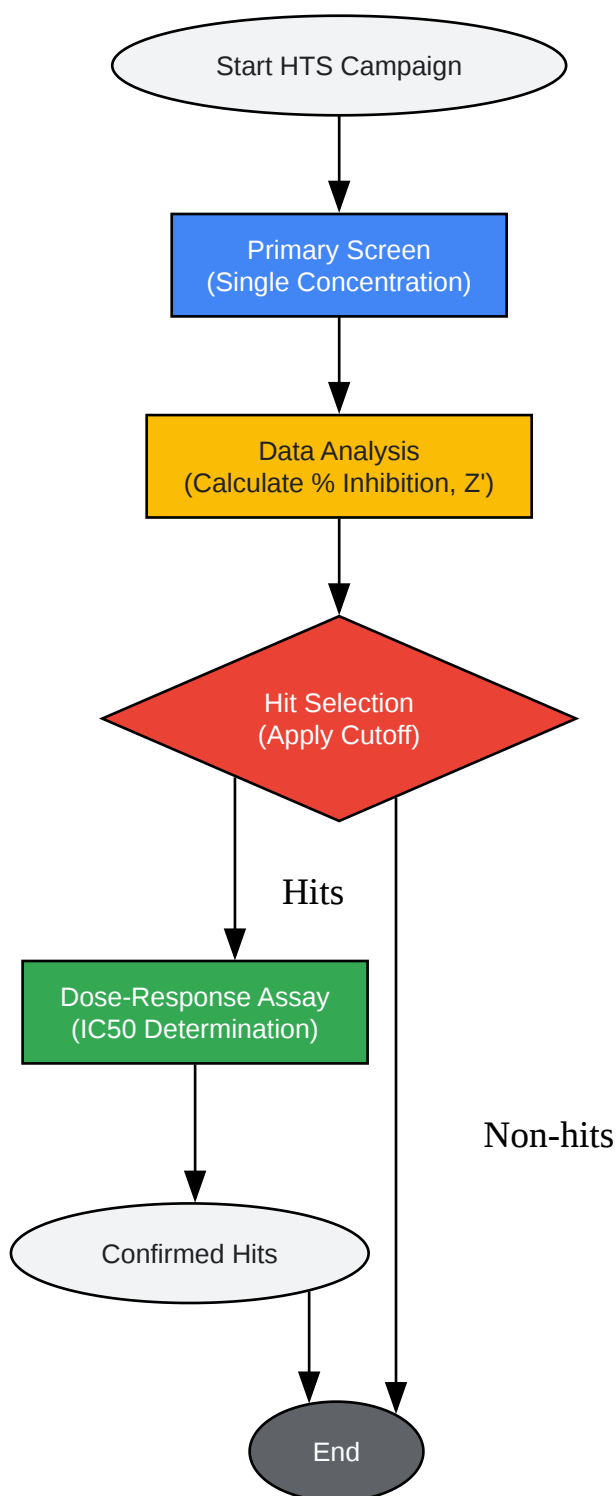 Start HTS Campaign
Primary Screen
(Single Concentration)
Data Analysis
(Calculate % Inhibition, Z')
Hit Selection
(Apply Cutoff)
Hits
Dose-Response Assay
(IC50 Determination)
Non-hits
Confirmed Hits
End